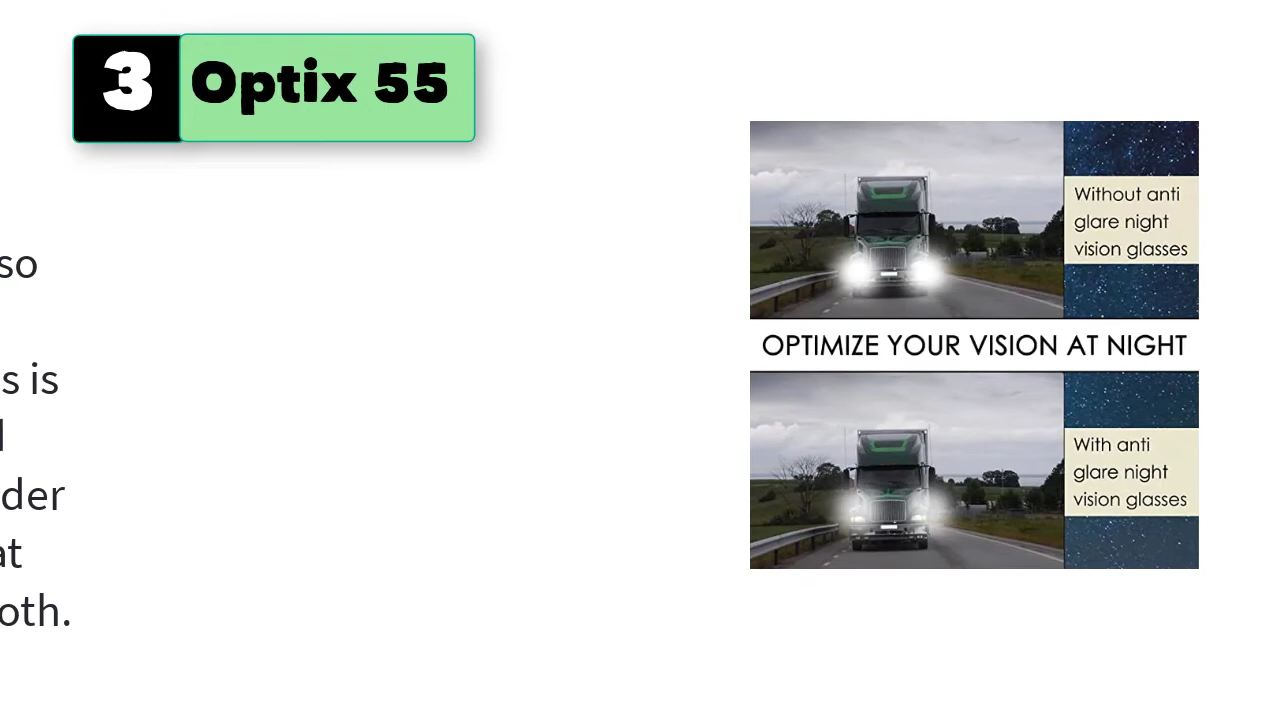 3 Optix 55
so
s is
der
at
oth.
Without anti
glare night
vision glasses
OPTIMIZE YOUR VISION AT NIGHT
With anti
glare night
vision glasses